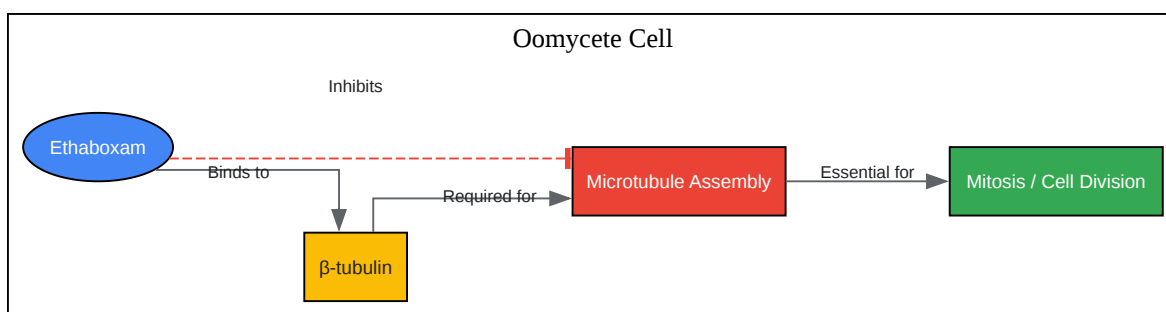 Oomycete Cell
Inhibits
Ethaboxam
Binds to
Required for
Microtubule Assembly
Essential for
Mitosis / Cell Division
β-tubulin